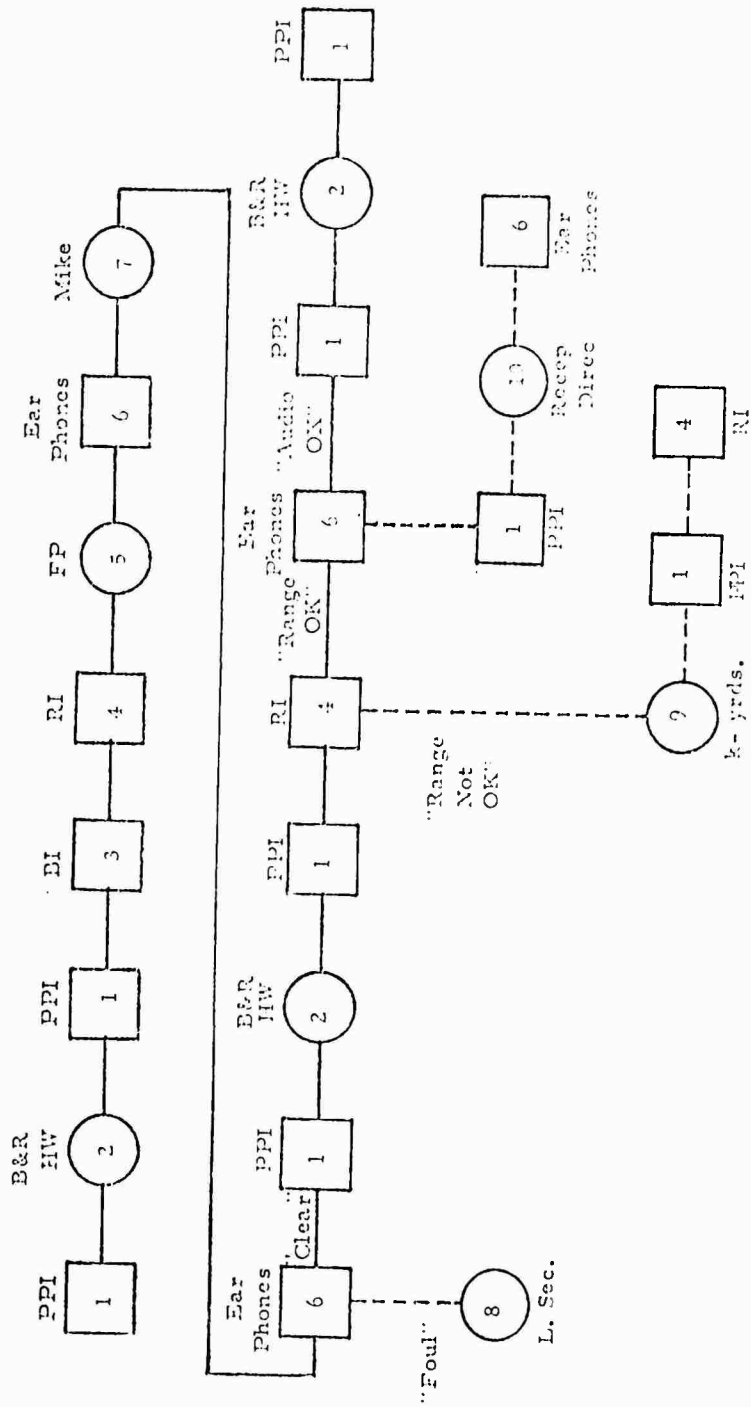 PPI
1
B&R
HW
2
PPI
1
BI
3
RI
4
FP
5
Ear
Phones
6
Mike
7
Ear
Phones
6
"Clear"
PPI
1
B&R
HW
2
PPI
1
RI
4
"Range
OK"
Ear
Phones
6
"Audio
OK"
PPI
1
B&R
HW
2
PPI
1
"Foul"
8
L. Sec.
"Range
Not
OK"
9
k- yrds.
1
PPI
4
RI
1
PPI
10
Recep
Direc
6
Ear
Phones